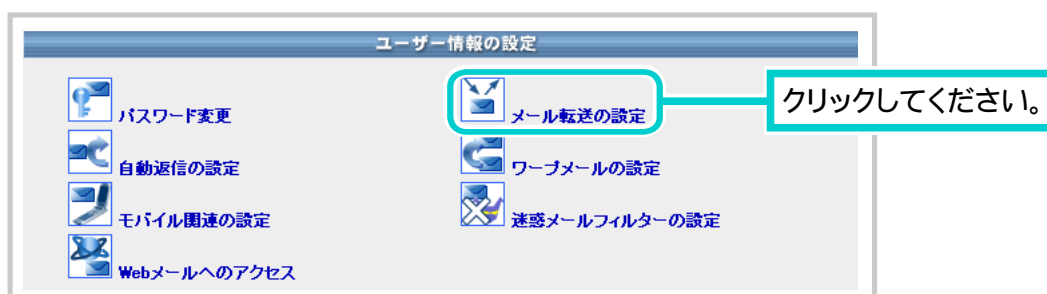 ユーザー情報の設定
パスワード変更
メール転送の設定
クリックしてください。
自動返信の設定
ワープメールの設定
モバイル関連の設定
迷惑メールフィルターの設定
Webメールへのアクセス